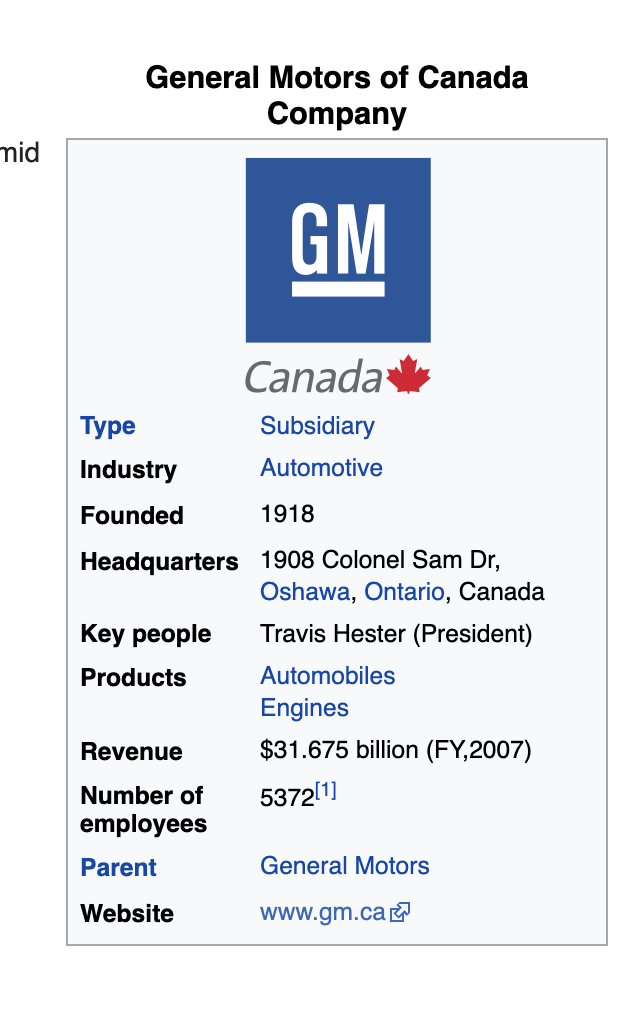 General Motors of Canada
Company
mid
GM
Canada
Type Subsidiary
Industry Automotive
Founded 1918
Headquarters 1908 Colonel Sam Dr,
Oshawa, Ontario, Canada
Key people Travis Hester (President)
Products Automobiles
Engines
Revenue $31.675 billion (FY,2007)
Number of 5372[1]
employees
Parent General Motors
Website www.gm.ca